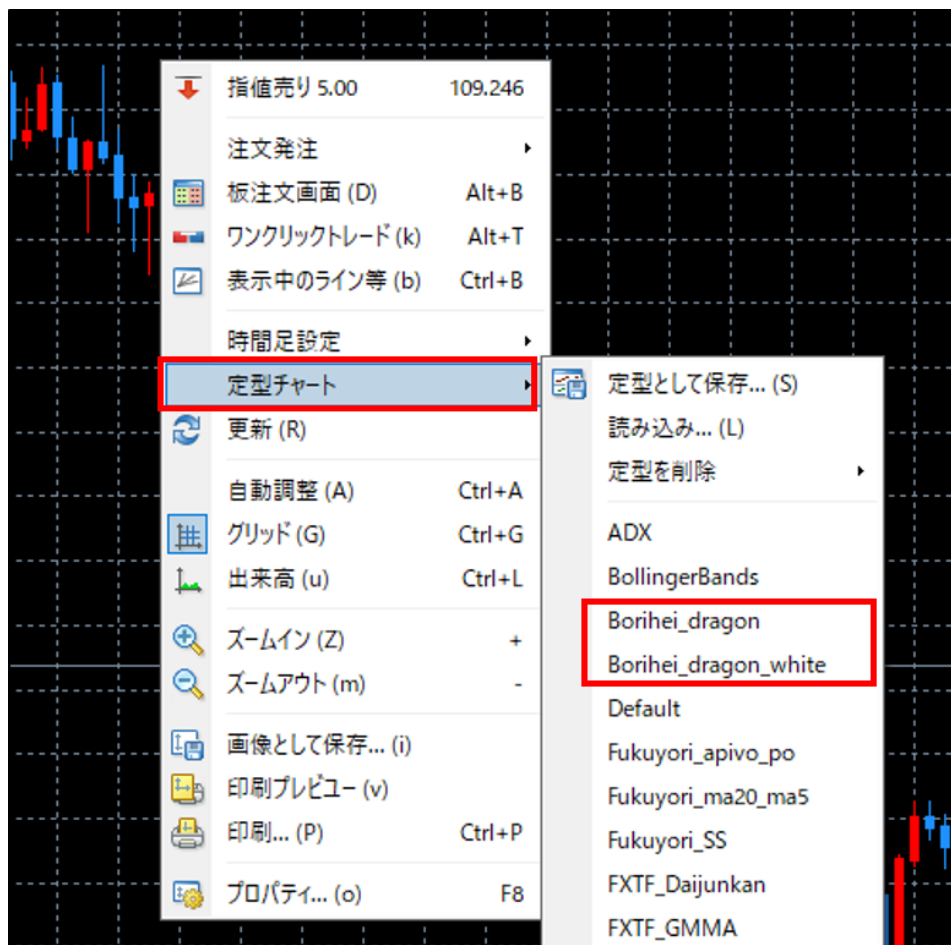 指値売り 5.00 109.246
注文発注
板注文画面 (D) Alt+B
ワンクリックトレード (k) Alt+T
表示中のライン等 (b) Ctrl+B
時間足設定
定型チャート
更新 (R)
自動調整 (A) Ctrl+A
グリッド (G) Ctrl+G
出来高 (u) Ctrl+L
ズームイン (Z) +
ズームアウト (m) -
画像として保存... (i)
印刷プレビュー (v)
印刷... (P) Ctrl+P
プロパティ... (o) F8
定型として保存... (S)
読み込み... (L)
定型を削除
ADX
BollingerBands
Borihei_dragon
Borihei_dragon_white
Default
Fukuyori_apivo_po
Fukuyori_ma20_ma5
Fukuyori_SS
FXTF_Daijunkan
FXTF_GMMA